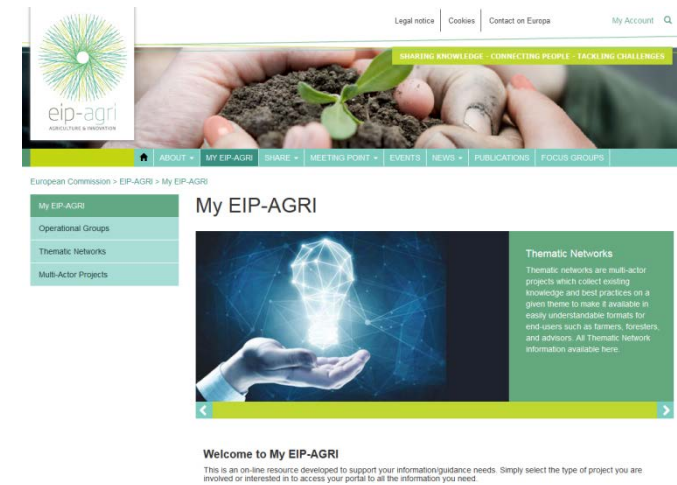 Legal notice Cookies Contact on Europa My Account
SHARING KNOWLEDGE - CONNECTING PEOPLE - TACKLING CHALLENGES
eip-agri
AGRICULTURE & INNOVATION
ABOUT MY EIP-AGRI SHARE MEETING POINT EVENTS NEWS PUBLICATIONS FOCUS GROUPS
European Commission > EIP-AGRI > My EIP-AGRI
My EIP-AGRI
Operational Groups
Thematic Networks
Multi-Actor Projects
My EIP-AGRI
Thematic Networks
Thematic networks are multi-actor
projects which collect existing
knowledge and best practices on a
given theme to make it available in
easily understandable formats for
end-users such as farmers, foresters,
and advisors. All Thematic Network
information available here.
Welcome to My EIP-AGRI
This is an on-line resource developed to support your information/guidance needs. Simply select the type of project you are
involved or interested in to access your portal to all the information you need.